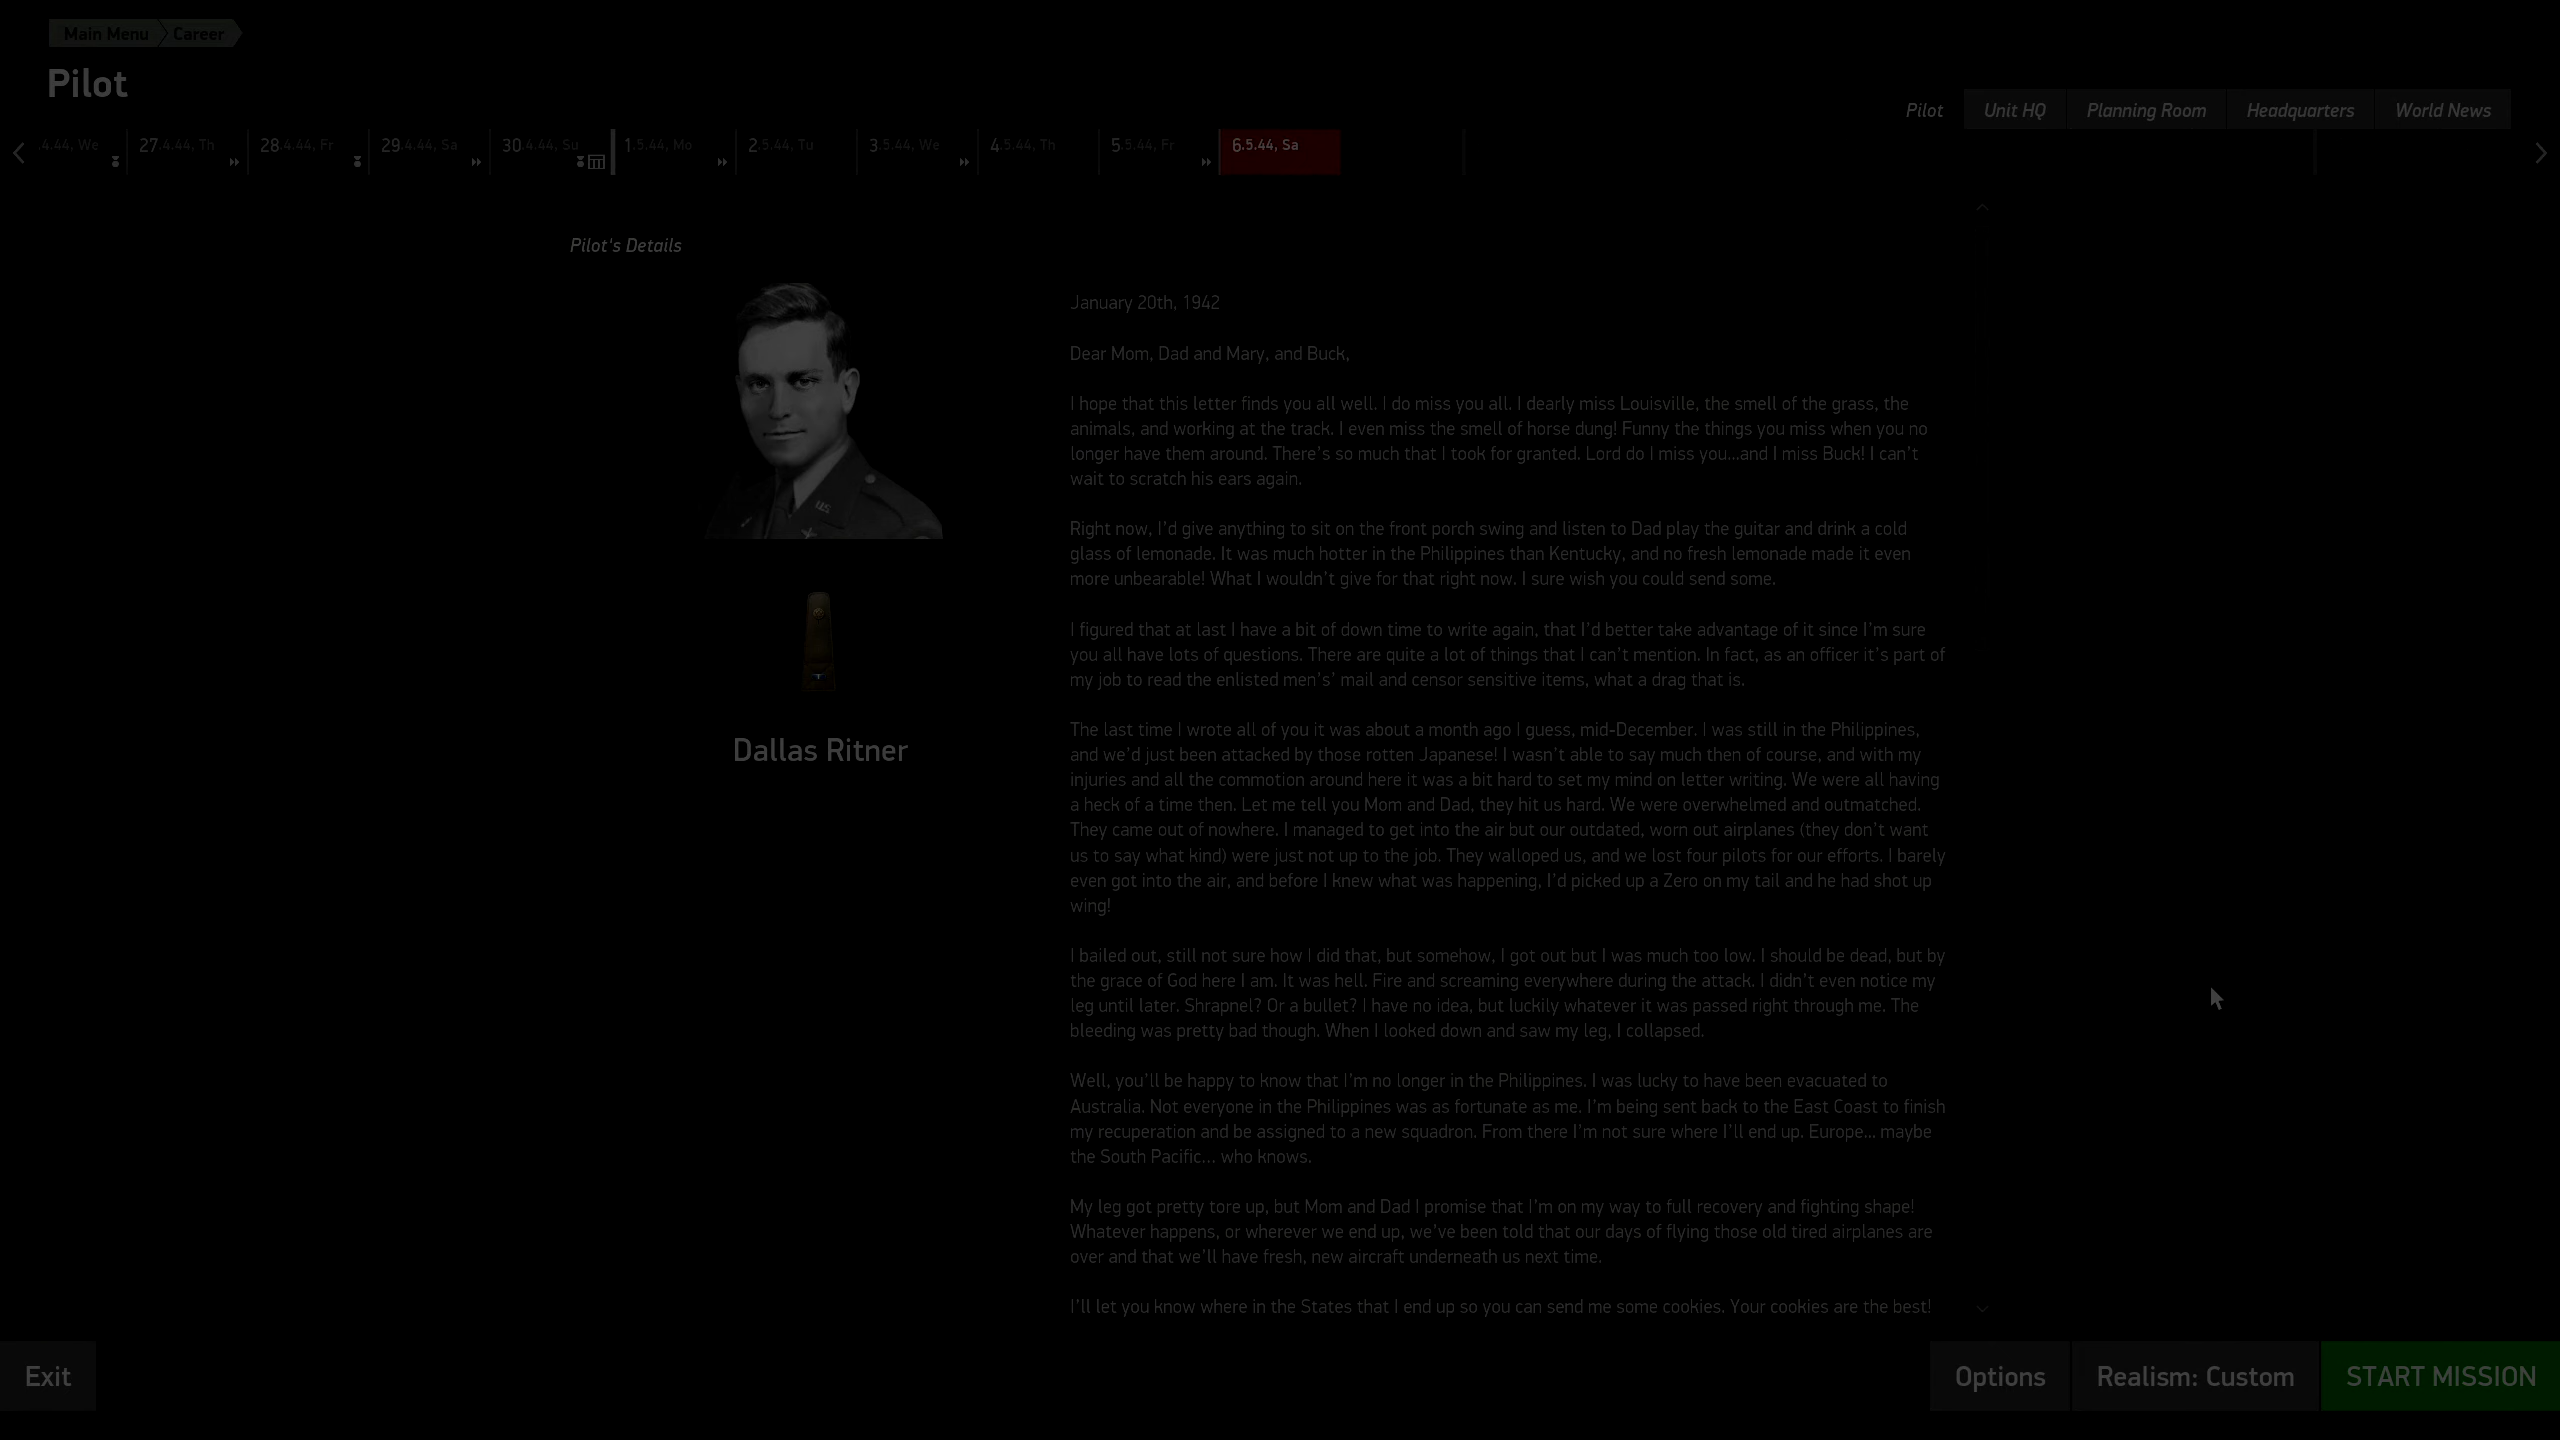 Main Menu Career
Pilot
Pilot Unit HQ Planning Room Headquarters World News
.4.44, We 27.4.44, Th 28.4.44, Fr 29.4.44, Sa 30.4.44, Su 1.5.44, Mo 2.5.44, Tu 3.5.44, We 4.5.44, Th 5.5.44, Fr 6.5.44, Sa
Pilot's Details
January 20th, 1942
Dear Mom, Dad and Mary, and Buck,
I hope that this letter finds you all well. I do miss you all. I dearly miss Louisville, the smell of the grass, the
animals, and working at the track. I even miss the smell of horse dung! Funny the things you miss when you no
longer have them around. There's so much that I took for granted. Lord do I miss you...and I miss Buck! I can't
wait to scratch his ears again.
Right now, I'd give anything to sit on the front porch swing and listen to Dad play the guitar and drink a cold
glass of lemonade. It was much hotter in the Philippines than Kentucky, and no fresh lemonade made it even
more unbearable! What I wouldn't give for that right now. I sure wish you could send some.
I figured that at last I have a bit of down time to write again, that I'd better take advantage of it since I'm sure
you all have lots of questions. There are quite a lot of things that I can't mention. In fact, as an officer it's part of
my job to read the enlisted men's' mail and censor sensitive items, what a drag that is.
The last time I wrote all of you it was about a month ago I guess, mid-December. I was still in the Philippines,
and we'd just been attacked by those rotten Japanese! I wasn't able to say much then of course, and with my
injuries and all the commotion around here it was a bit hard to set my mind on letter writing. We were all having
a heck of a time then. Let me tell you Mom and Dad, they hit us hard. We were overwhelmed and outmatched.
They came out of nowhere. I managed to get into the air but our outdated, worn out airplanes (they don't want
us to say what kind) were just not up to the job. They walloped us, and we lost four pilots for our efforts. I barely
even got into the air, and before I knew what was happening, I'd picked up a Zero on my tail and he had shot up
wing!
I bailed out, still not sure how I did that, but somehow, I got out but I was much too low. I should be dead, but by
the grace of God here I am. It was hell. Fire and screaming everywhere during the attack. I didn't even notice my
leg until later. Shrapnel? Or a bullet? I have no idea, but luckily whatever it was passed right through me. The
bleeding was pretty bad though. When I looked down and saw my leg, I collapsed.
Well, you'll be happy to know that I'm no longer in the Philippines. I was lucky to have been evacuated to
Australia. Not everyone in the Philippines was as fortunate as me. I'm being sent back to the East Coast to finish
my recuperation and be assigned to a new squadron. From there I'm not sure where I'll end up. Europe... maybe
the South Pacific... who knows.
My leg got pretty tore up, but Mom and Dad I promise that I'm on my way to full recovery and fighting shape!
Whatever happens, or wherever we end up, we've been told that our days of flying those old tired airplanes are
over and that we'll have fresh, new aircraft underneath us next time.
I'll let you know where in the States that I end up so you can send me some cookies. Your cookies are the best!
Dallas Ritner
Exit
Options Realism: Custom START MISSION